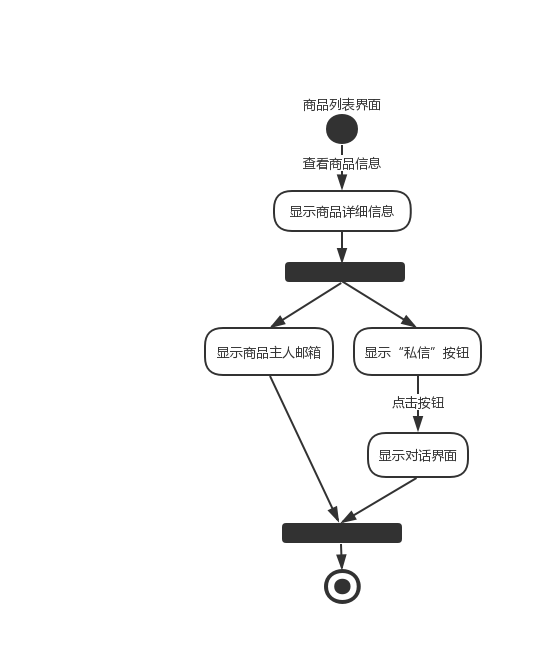 商品列表界面
查看商品信息
显示商品详细信息
显示商品主人邮箱
显示“私信”按钮
点击按钮
显示对话界面